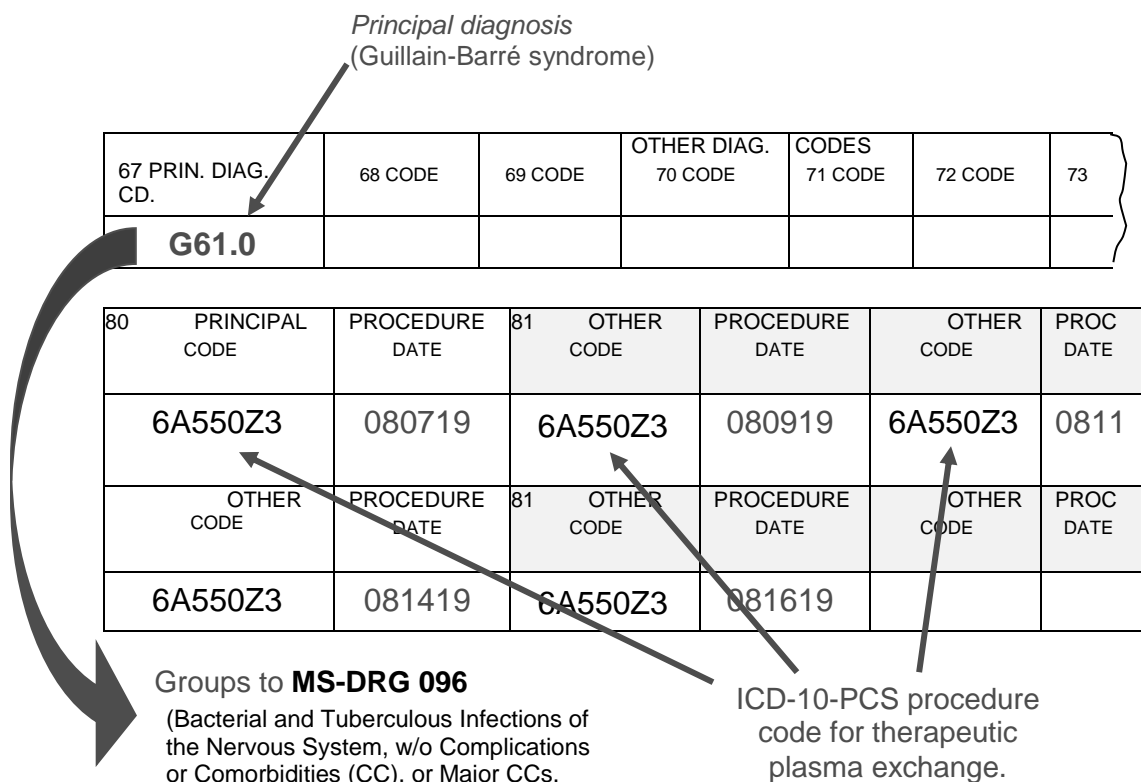 Principal diagnosis
(Guillain-Barré syndrome)
67 PRIN. DIAG. CD. 68 CODE 69 CODE OTHER DIAG. 70 CODE CODES 71 CODE 72 CODE 73
G61.0
80 PRINCIPAL CODE PROCEDURE DATE 81 OTHER CODE PROCEDURE DATE OTHER CODE PROC DATE
6A550Z3 080719 6A550Z3 080919 6A550Z3 0811
OTHER CODE PROCEDURE DATE 81 OTHER CODE PROCEDURE DATE OTHER CODE PROC DATE
6A550Z3 081419 6A550Z3 081619
Groups to MS-DRG 096
(Bacterial and Tuberculous Infections of
the Nervous System, w/o Complications
or Comorbidities (CC), or Major CCs.
ICD-10-PCS procedure
code for therapeutic
plasma exchange.